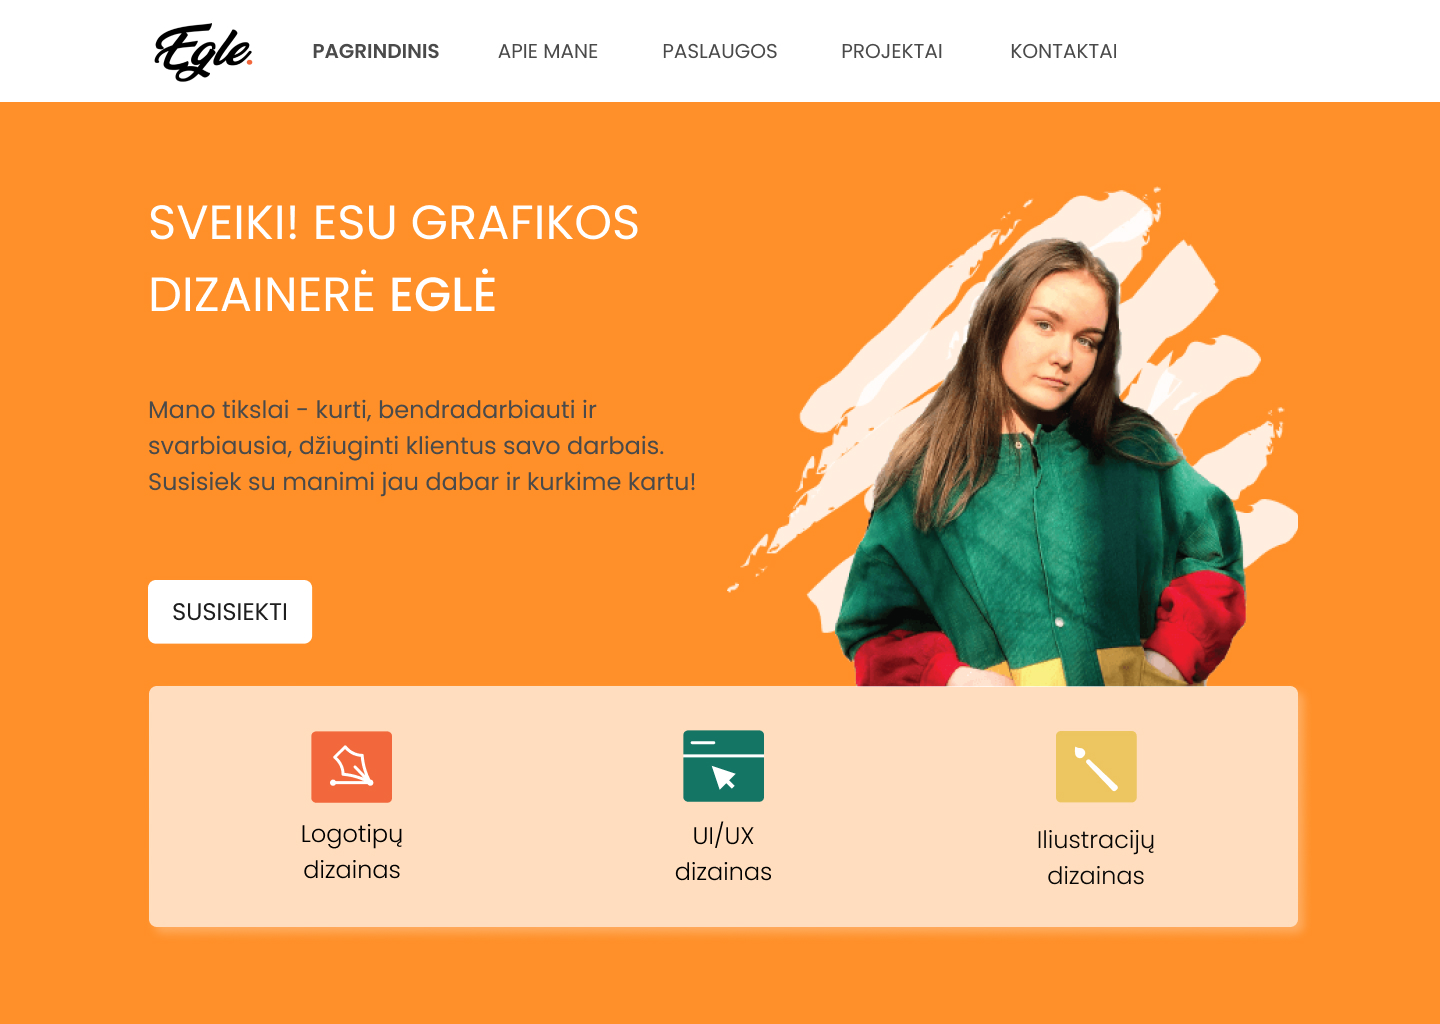 Egle.
PAGRINDINIS
APIE MANE
PASLAUGOS
PROJEKTAI
KONTAKTAI
SVEIKI! ESU GRAFIKOS
DIZAINERĖ EGLĖ
Mano tikslai - kurti, bendradarbiauti ir
svarbiausia, džiuginti klientus savo darbais.
Susisiek su manimi jau dabar ir kurkime kartu!
SUSISIEKTI
Logotipų
dizainas
UI/UX
dizainas
Iliustracijų
dizainas